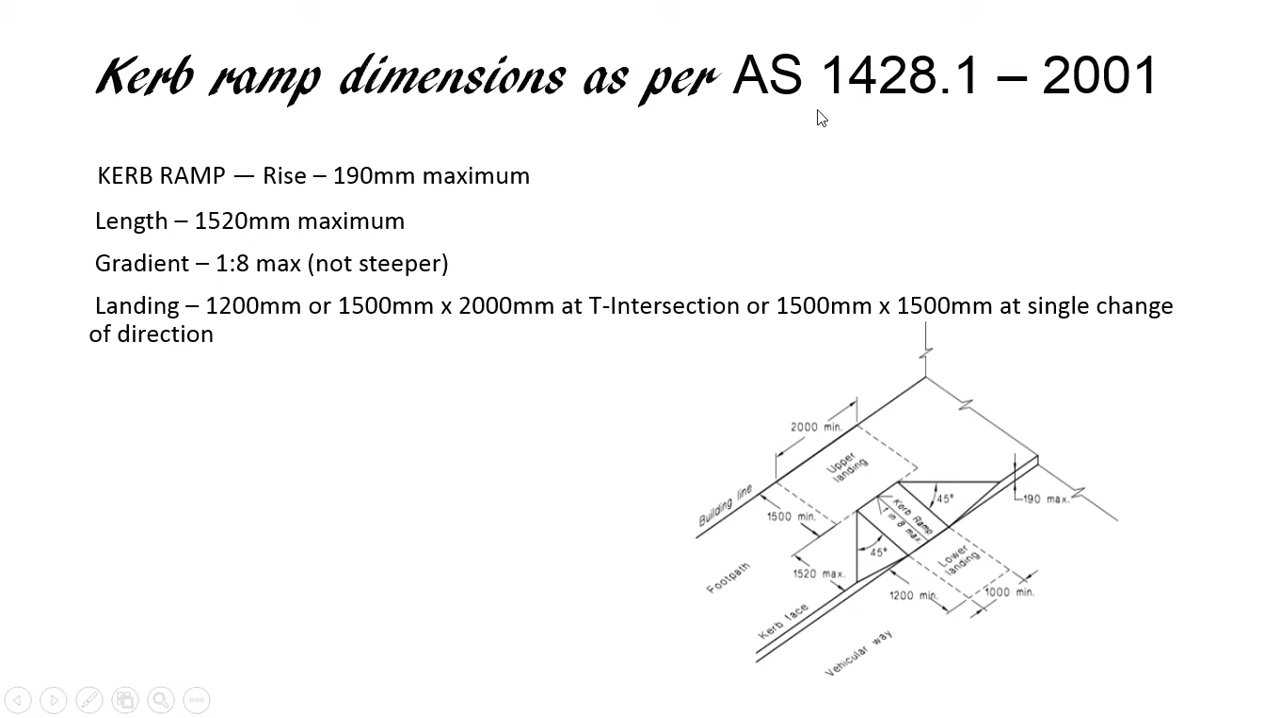 Kerb ramp dimensions as per AS 1428.1 – 2001
KERB RAMP — Rise – 190mm maximum
Length – 1520mm maximum
Gradient – 1:8 max (not steeper)
Landing – 1200mm or 1500mm x 2000mm at T-Intersection or 1500mm x 1500mm at single change
of direction
2000 min.
Upper
landing
Building line
1500 min.
45°
190 max.
Kerb Ramp
1 in 8 max
45°
Lower
landing
Footpath
1520 max.
1200 min.
1000 min.
Kerb face
Vehicular way